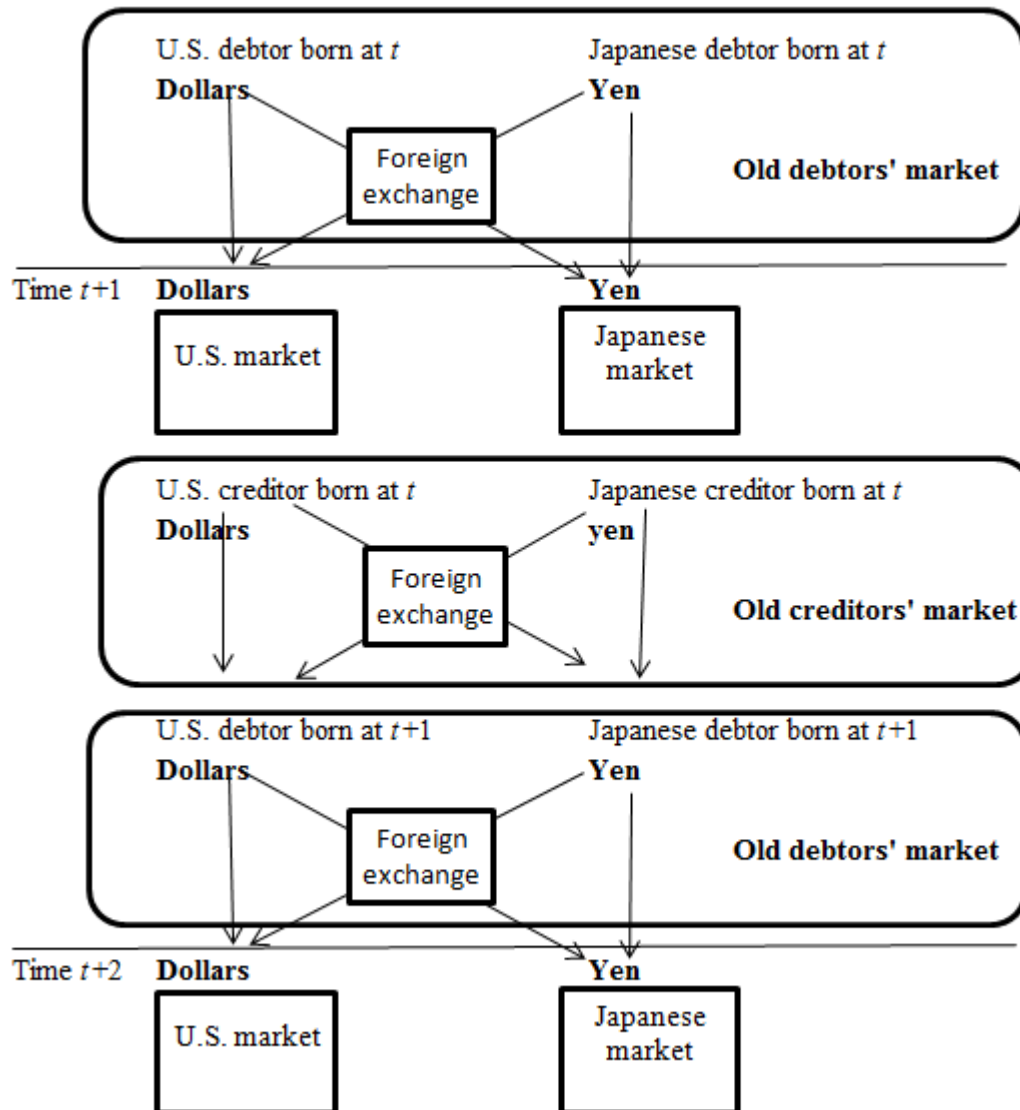 U.S. debtor born at t
Japanese debtor born at t
Dollars
Yen
Foreign
exchange
Old debtors' market
Time t+1
Dollars
Yen
U.S. market
Japanese
market
U.S. creditor born at t
Japanese creditor born at t
Dollars
yen
Foreign
exchange
Old creditors' market
U.S. debtor born at t+1
Japanese debtor born at t+1
Dollars
Yen
Foreign
exchange
Old debtors' market
Time t+2
Dollars
Yen
U.S. market
Japanese
market